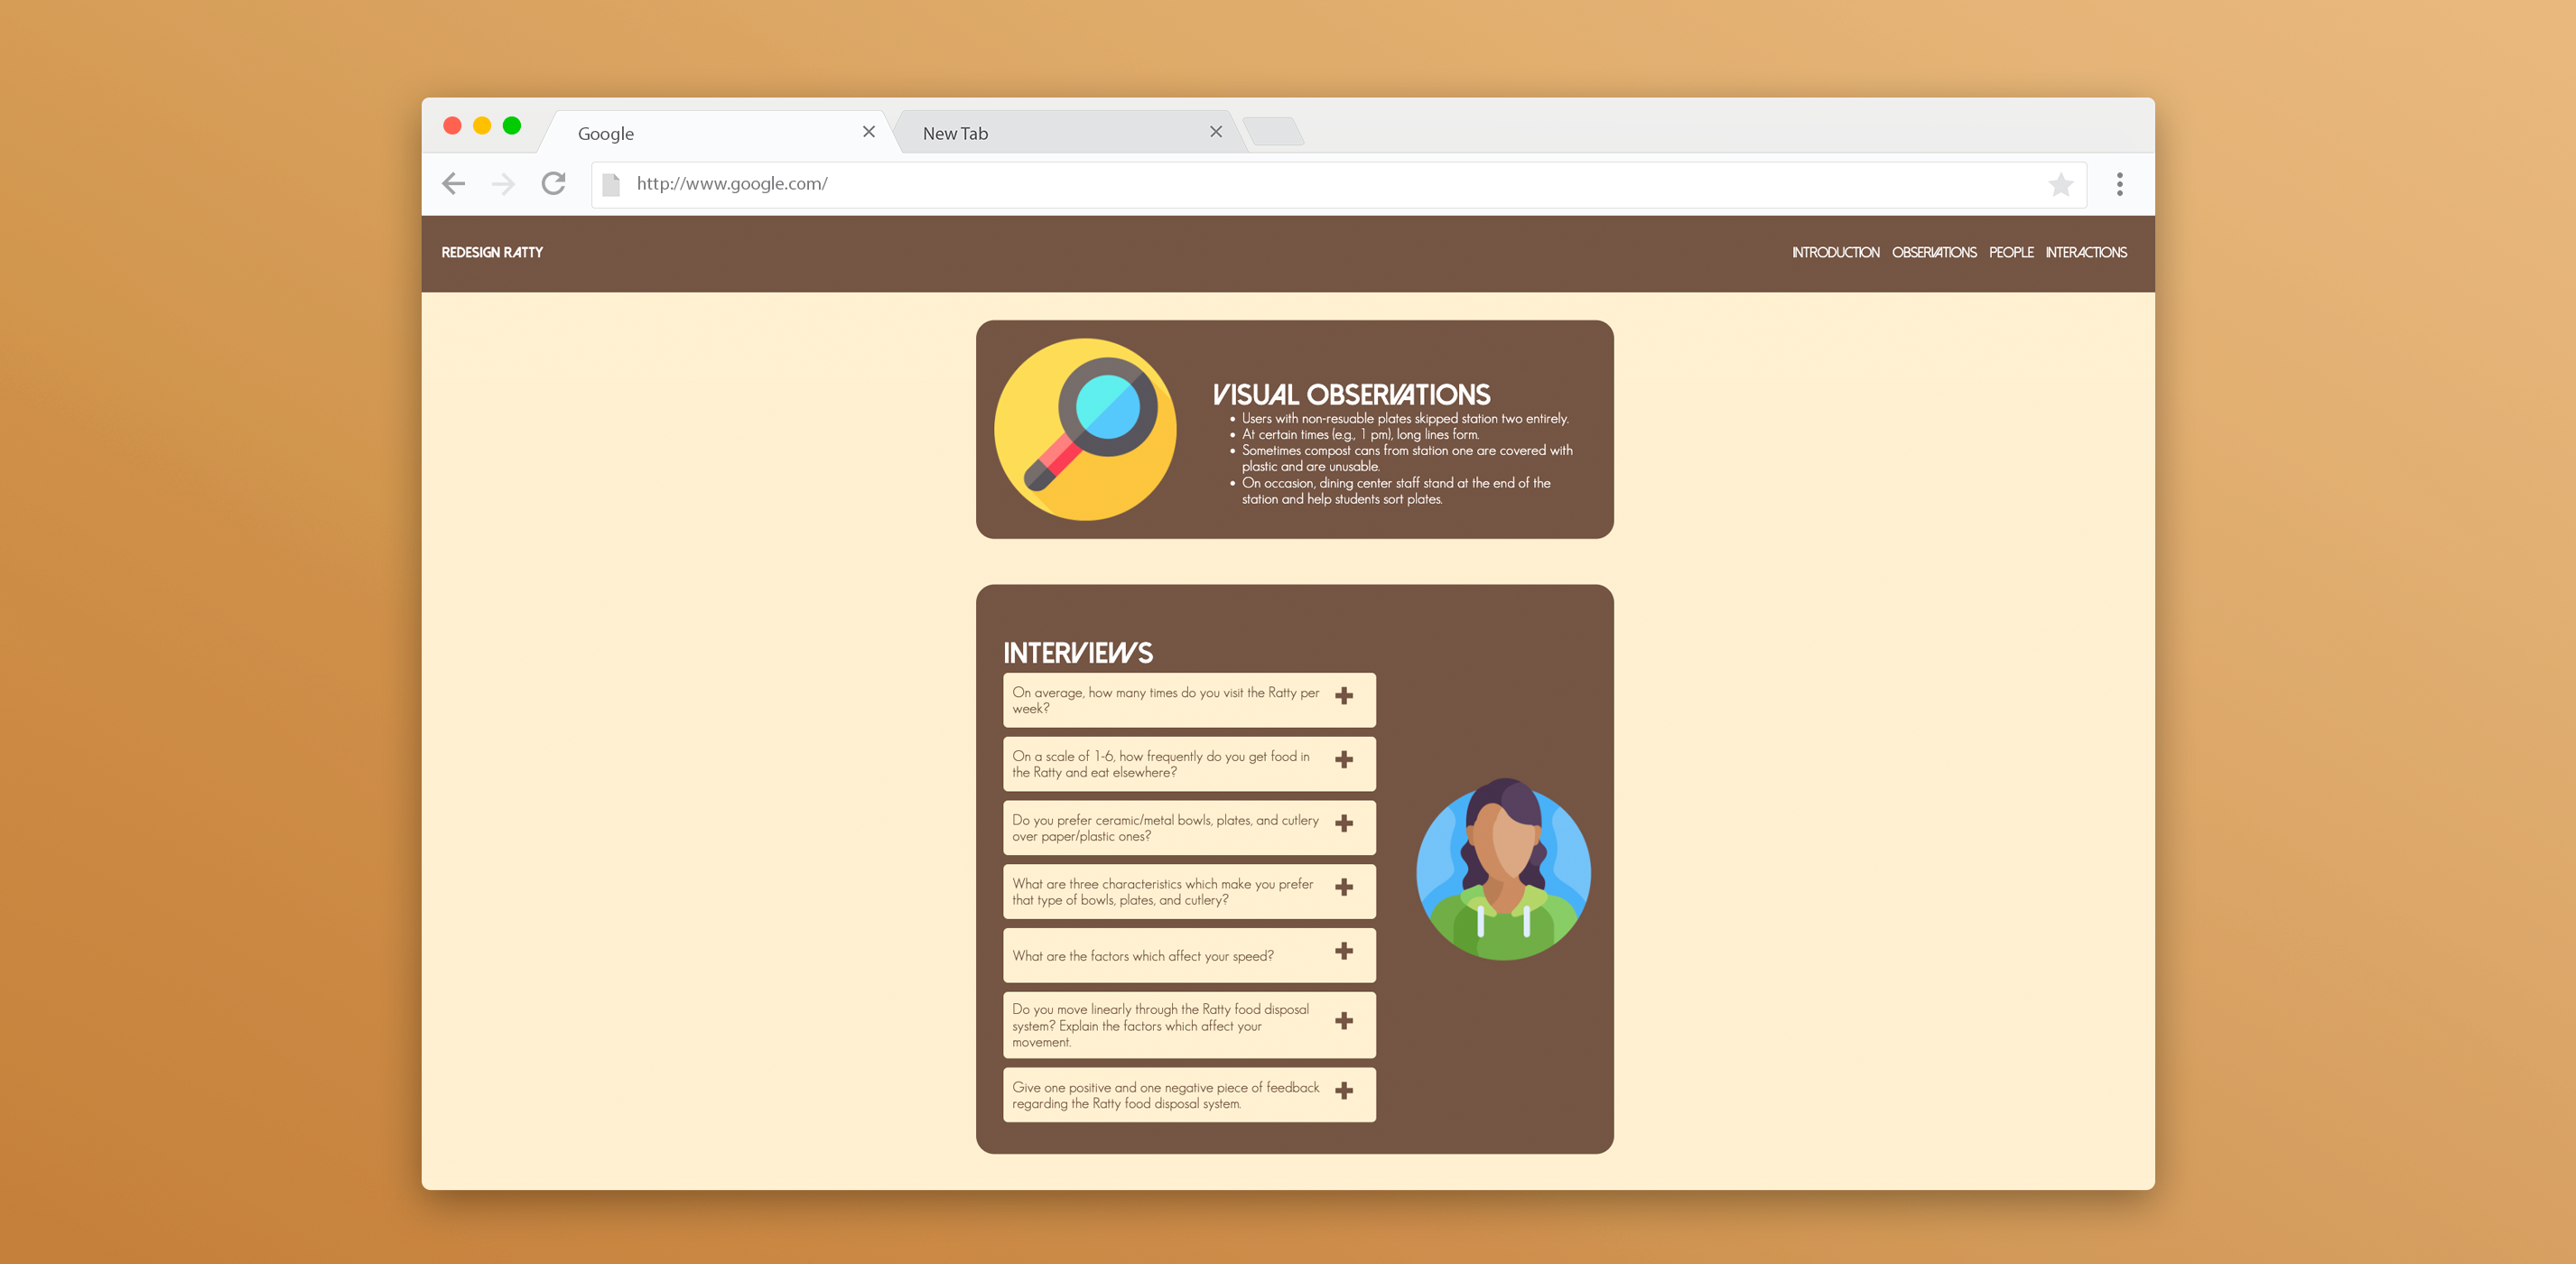 Google
New Tab
http://www.google.com/
REDESIGN RATTY
INTRODUCTION OBSERVATIONS PEOPLE INTERACTIONS
VISUAL OBSERVATIONS
• Users with non-resuable plates skipped station two entirely.
• At certain times (e.g., 1 pm), long lines form.
• Sometimes compost cans from station one are covered with
plastic and are unusable.
• On occasion, dining center staff stand at the end of the
station and help students sort plates.
INTERVIEWS
On average, how many times do you visit the Ratty per
week?
On a scale of 1-6, how frequently do you get food in
the Ratty and eat elsewhere?
Do you prefer ceramic/metal bowls, plates, and cutlery
over paper/plastic ones?
What are three characteristics which make you prefer
that type of bowls, plates, and cutlery?
What are the factors which affect your speed?
Do you move linearly through the Ratty food disposal
system? Explain the factors which affect your
movement.
Give one positive and one negative piece of feedback
regarding the Ratty food disposal system.